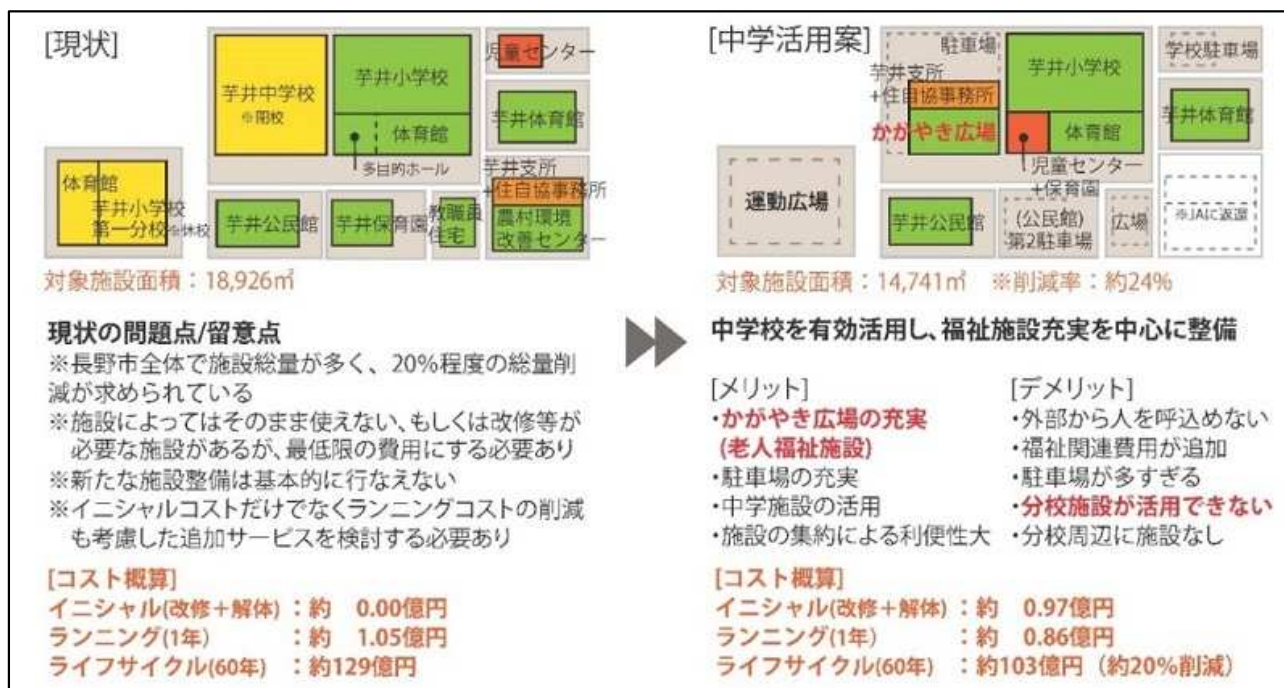 [現状]
芋井中学校
※閉校
芋井小学校
体育館
多目的ホール
児童センター
芋井体育館
芋井支所
+住自協事務所
農村環境
改善センター
体育館
芋井小学校
第一分校※休校
芋井公民館
芋井保育園
教職員
住宅
対象施設面積：18,926㎡
現状の問題点/留意点
※長野市全体で施設総量が多く、20%程度の総量削
減が求められている
※施設によってはそのまま使えない、もしくは改修等が
必要な施設があるが、最低限の費用にする必要あり
※新たな施設整備は基本的に行なえない
※イニシャルコストだけでなくランニングコストの削減
も考慮した追加サービスを検討する必要あり
[コスト概算]
イニシャル(改修＋解体)：約 0.00億円
ランニング(1年) ：約 1.05億円
ライフサイクル(60年)：約129億円
[中学活用案]
駐車場
芋井支所
+住自協事務所
かがやき広場
芋井小学校
体育館
児童センター
+保育園
学校駐車場
芋井体育館
運動広場
芋井公民館
(公民館)
第2駐車場
広場
※JAに返還
対象施設面積：14,741㎡ ※削減率：約24%
中学校を有効活用し、福祉施設充実を中心に整備
[メリット]
・かがやき広場の充実
(老人福祉施設)
・駐車場の充実
・中学施設の活用
・施設の集約による利便性大
[デメリット]
・外部から人を呼込めない
・福祉関連費用が追加
・駐車場が多すぎる
・分校施設が活用できない
・分校周辺に施設なし
[コスト概算]
イニシャル(改修＋解体)：約 0.97億円
ランニング(1年) ：約 0.86億円
ライフサイクル(60年)：約103億円（約20%削減）